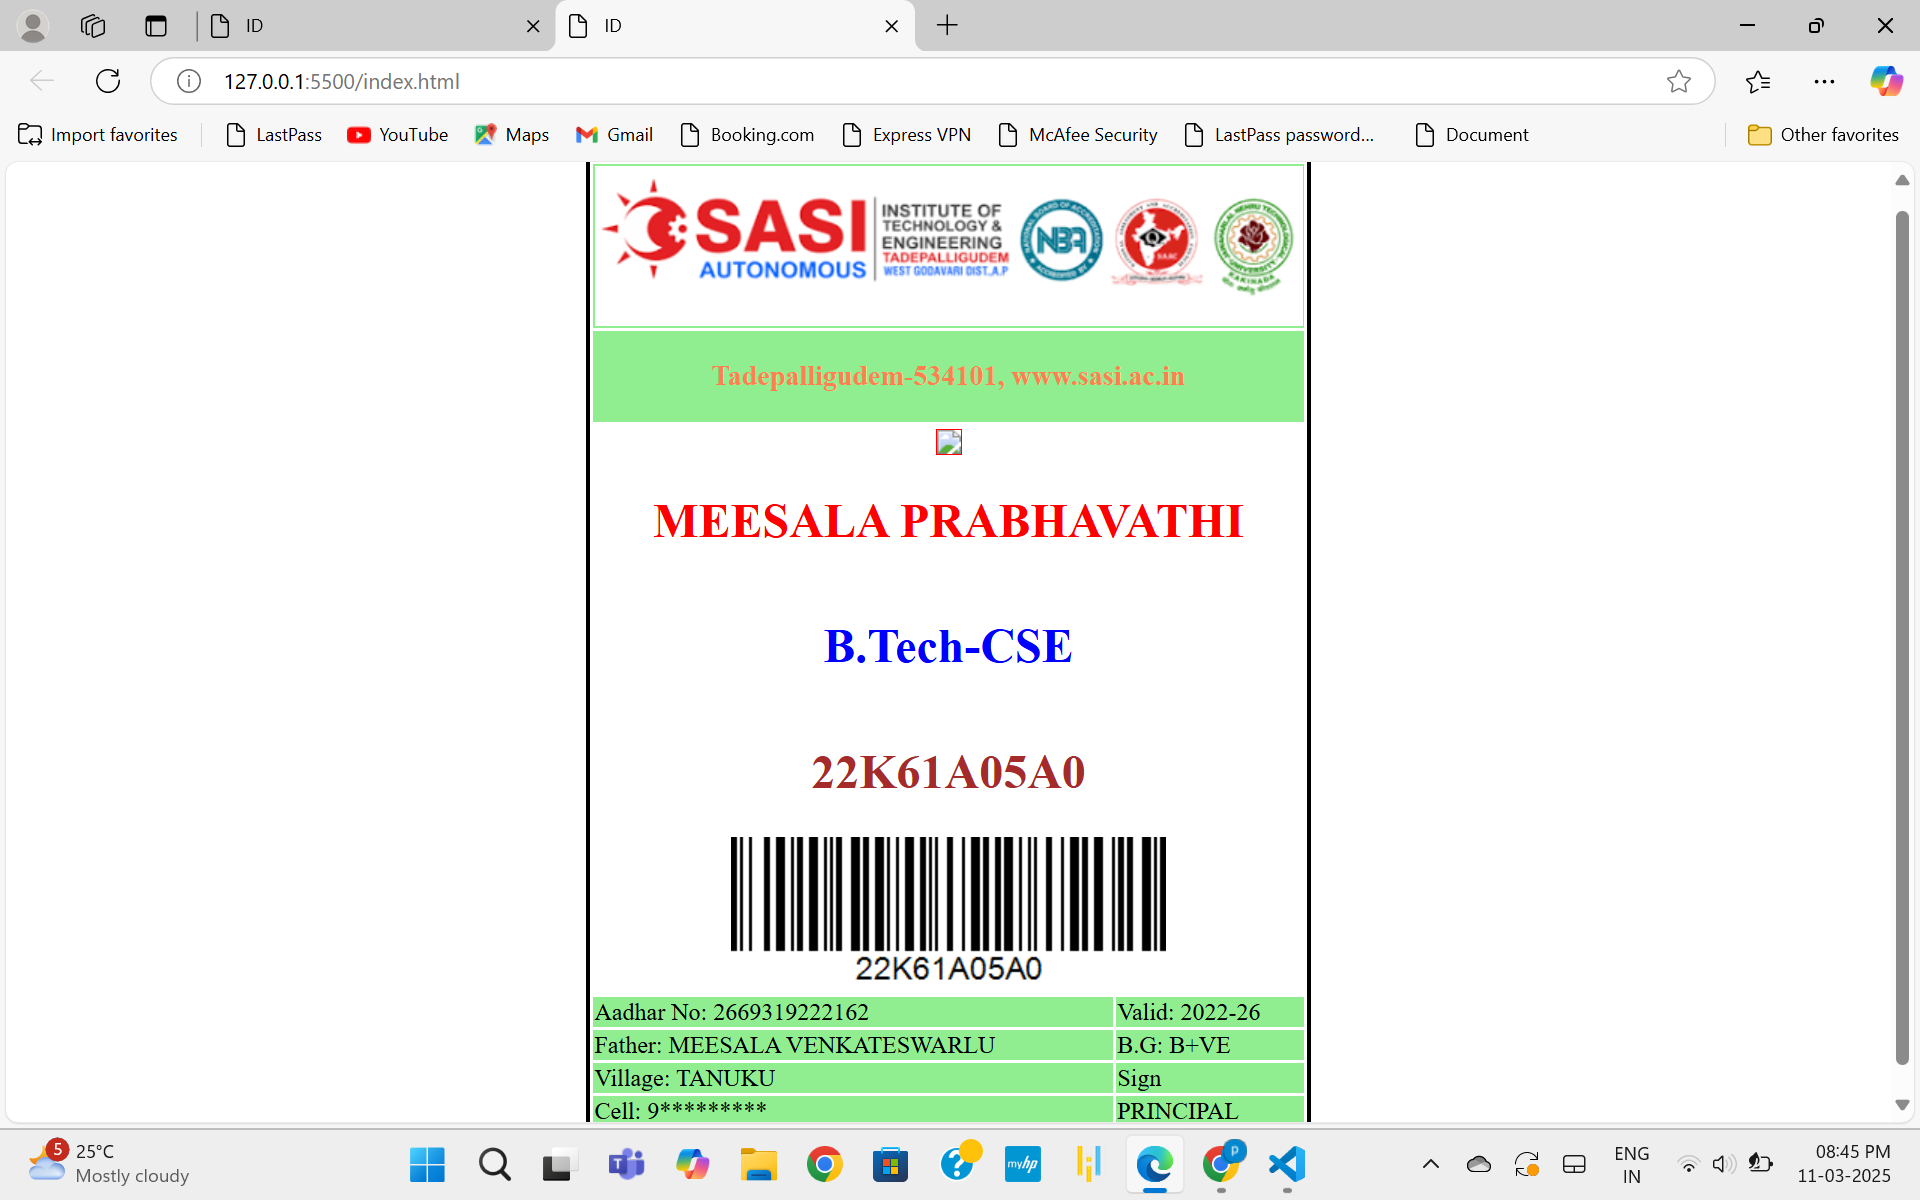 ID
ID
127.0.0.1:5500/index.html
Import favorites
LastPass
YouTube
Maps
Gmail
Booking.com
Express VPN
McAfee Security
LastPass password...
Document
Other favorites
SASI
AUTONOMOUS
INSTITUTE OF
TECHNOLOGY &
ENGINEERING
TADEPALLIGUDEM
WEST GODAVARI DIST.,A.P
NBA
Tadepalligudem-534101, www.sasi.ac.in
MEESALA PRABHAVATHI
B.Tech-CSE
22K61A05A0
22K61A05A0
Aadhar No: 2669319222162 Valid: 2022-26
Father: MEESALA VENKATESWARLU B.G: B+VE
Village: TANUKU Sign
Cell: 9********* PRINCIPAL
5
25°C
Mostly cloudy
myhp
P
ENG
IN
08:45 PM
11-03-2025